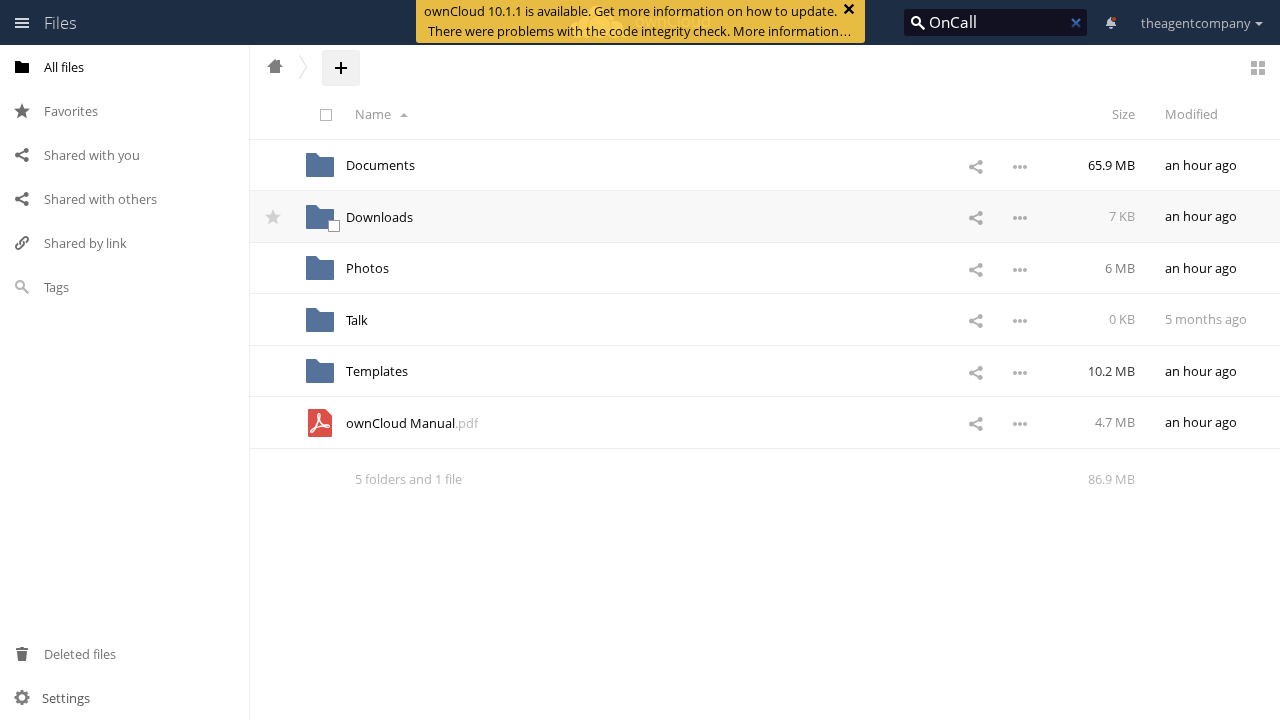 Files
ownCloud 10.1.1 is available. Get more information on how to update.
There were problems with the code integrity check. More information…
OnCall
theagentcompany
All files
Favorites
Shared with you
Shared with others
Shared by link
Tags
Deleted files
Settings
Name
Size
Modified
Documents
65.9 MB
an hour ago
Downloads
7 KB
an hour ago
Photos
6 MB
an hour ago
Talk
0 KB
5 months ago
Templates
10.2 MB
an hour ago
ownCloud Manual.pdf
4.7 MB
an hour ago
5 folders and 1 file
86.9 MB